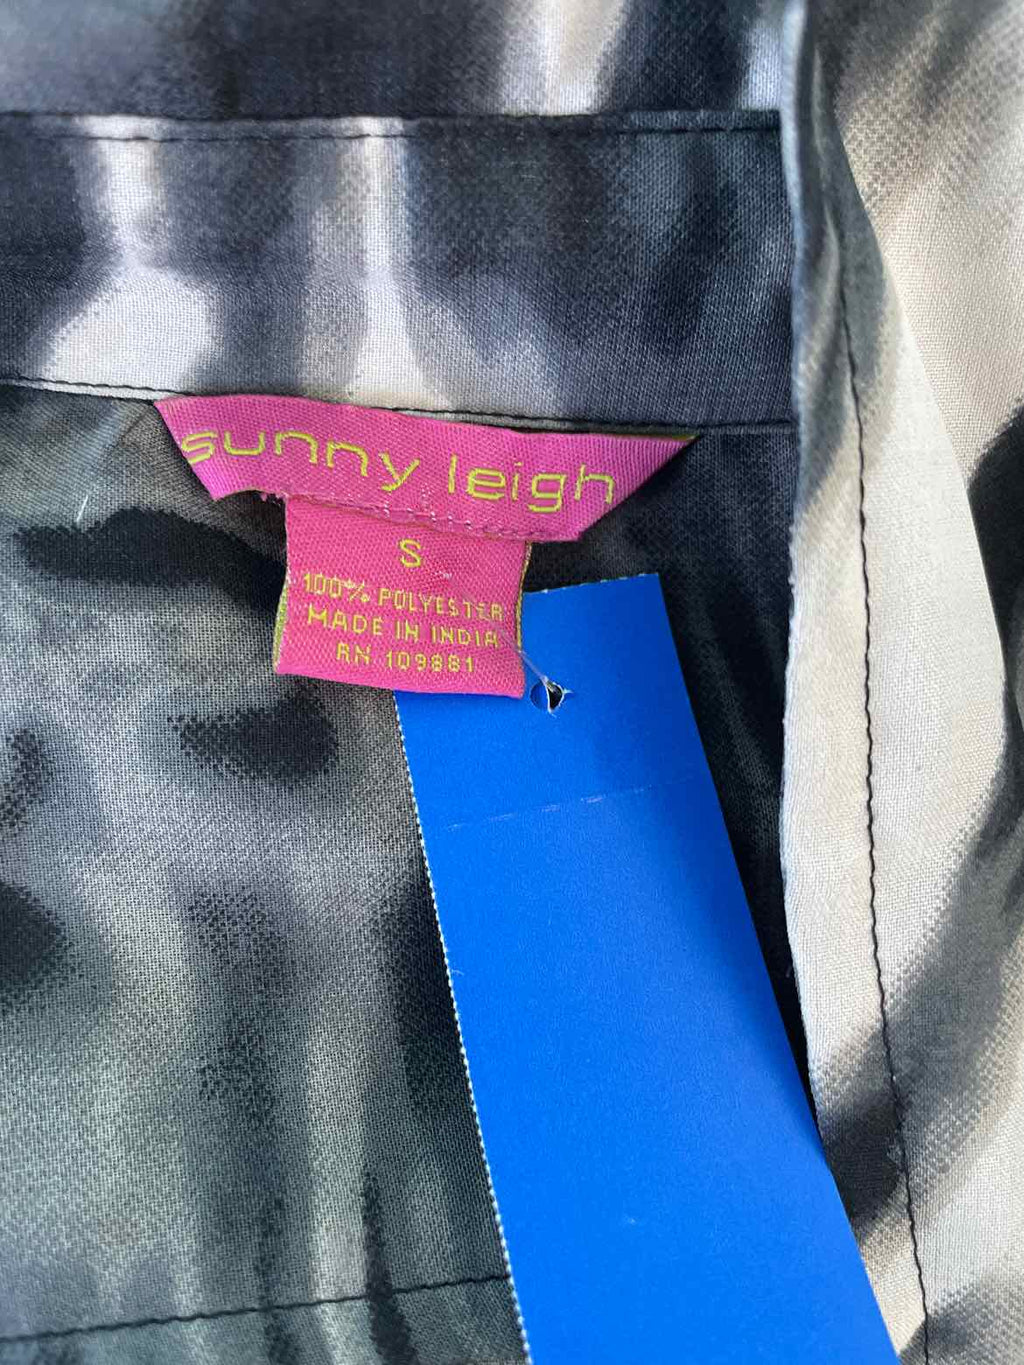 sunny leigh
S
100% POLYESTER
MADE IN INDIA
RN 109881